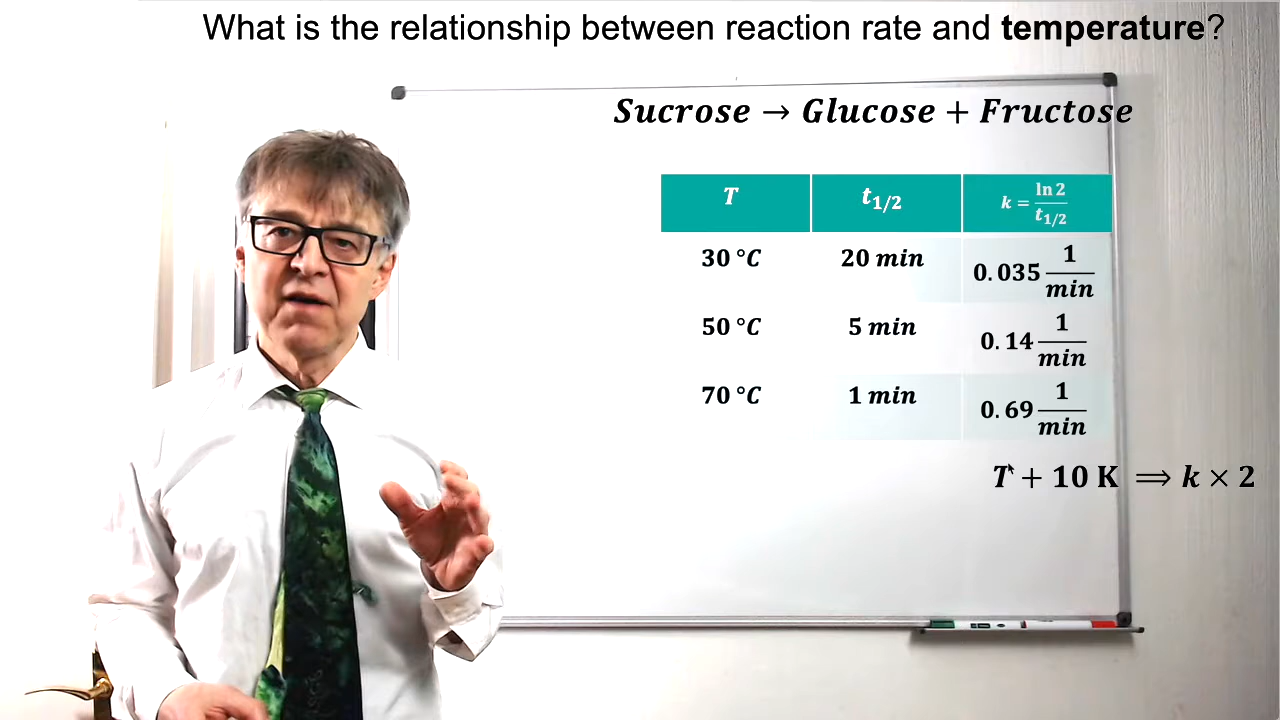 What is the relationship between reaction rate and temperature?
Sucrose → Glucose + Fructose
T t₁/₂ k = ln 2 / t₁/₂
30 °C 20 min 0.035 1/min
50 °C 5 min 0.14 1/min
70 °C 1 min 0.69 1/min
T + 10 K ⟹ k × 2